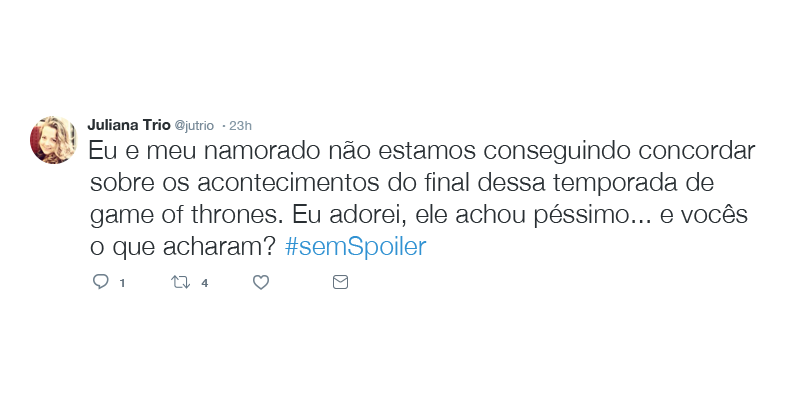 Juliana Trio @jutrio · 23h
Eu e meu namorado não estamos conseguindo concordar
sobre os acontecimentos do final dessa temporada de
game of thrones. Eu adorei, ele achou péssimo... e vocês
o que acharam? #semSpoiler
1 4